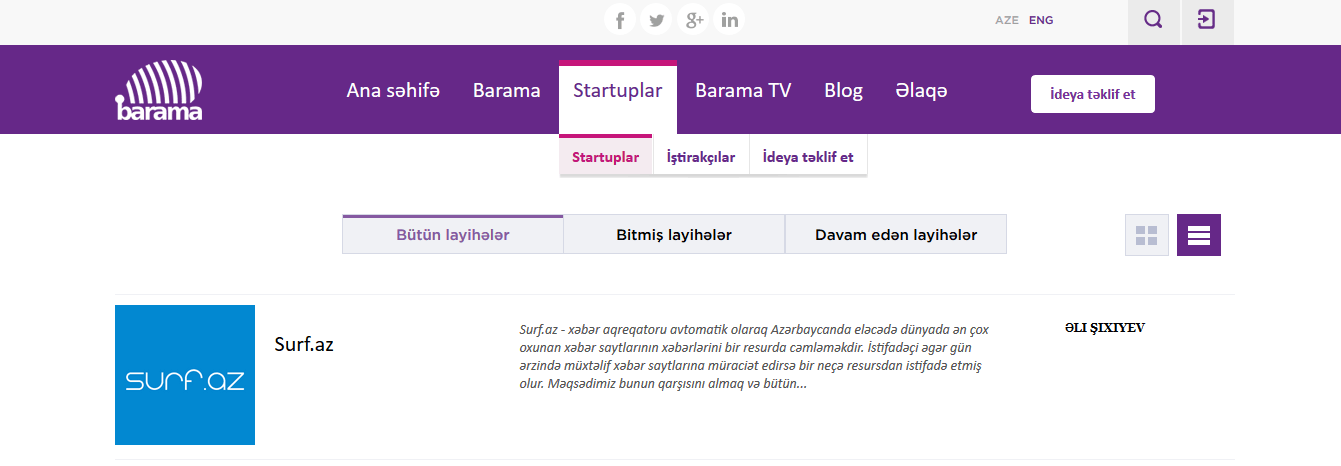 AZE ENG
barama
Ana səhifə Barama Startuplar Barama TV Blog Əlaqə
İdeya təklif et
Startuplar İştirakçılar İdeya təklif et
Bütün layihələr Bitmiş layihələr Davam edən layihələr
surf.az
Surf.az
Surf.az - xəbər aqreqatoru avtomatik olaraq Azərbaycanda eləcədə dünyada ən çox
oxunan xəbər saytlarının xəbərlərini bir resurda cəmləməkdir. İstifadəçi əgər gün
ərzində müxtəlif xəbər saytlarına müraciət edirsə bir neçə resursdan istifadə etmiş
olur. Məqsədimiz bunun qarşısını almaq və bütün...
ƏLI ŞIXIYEV